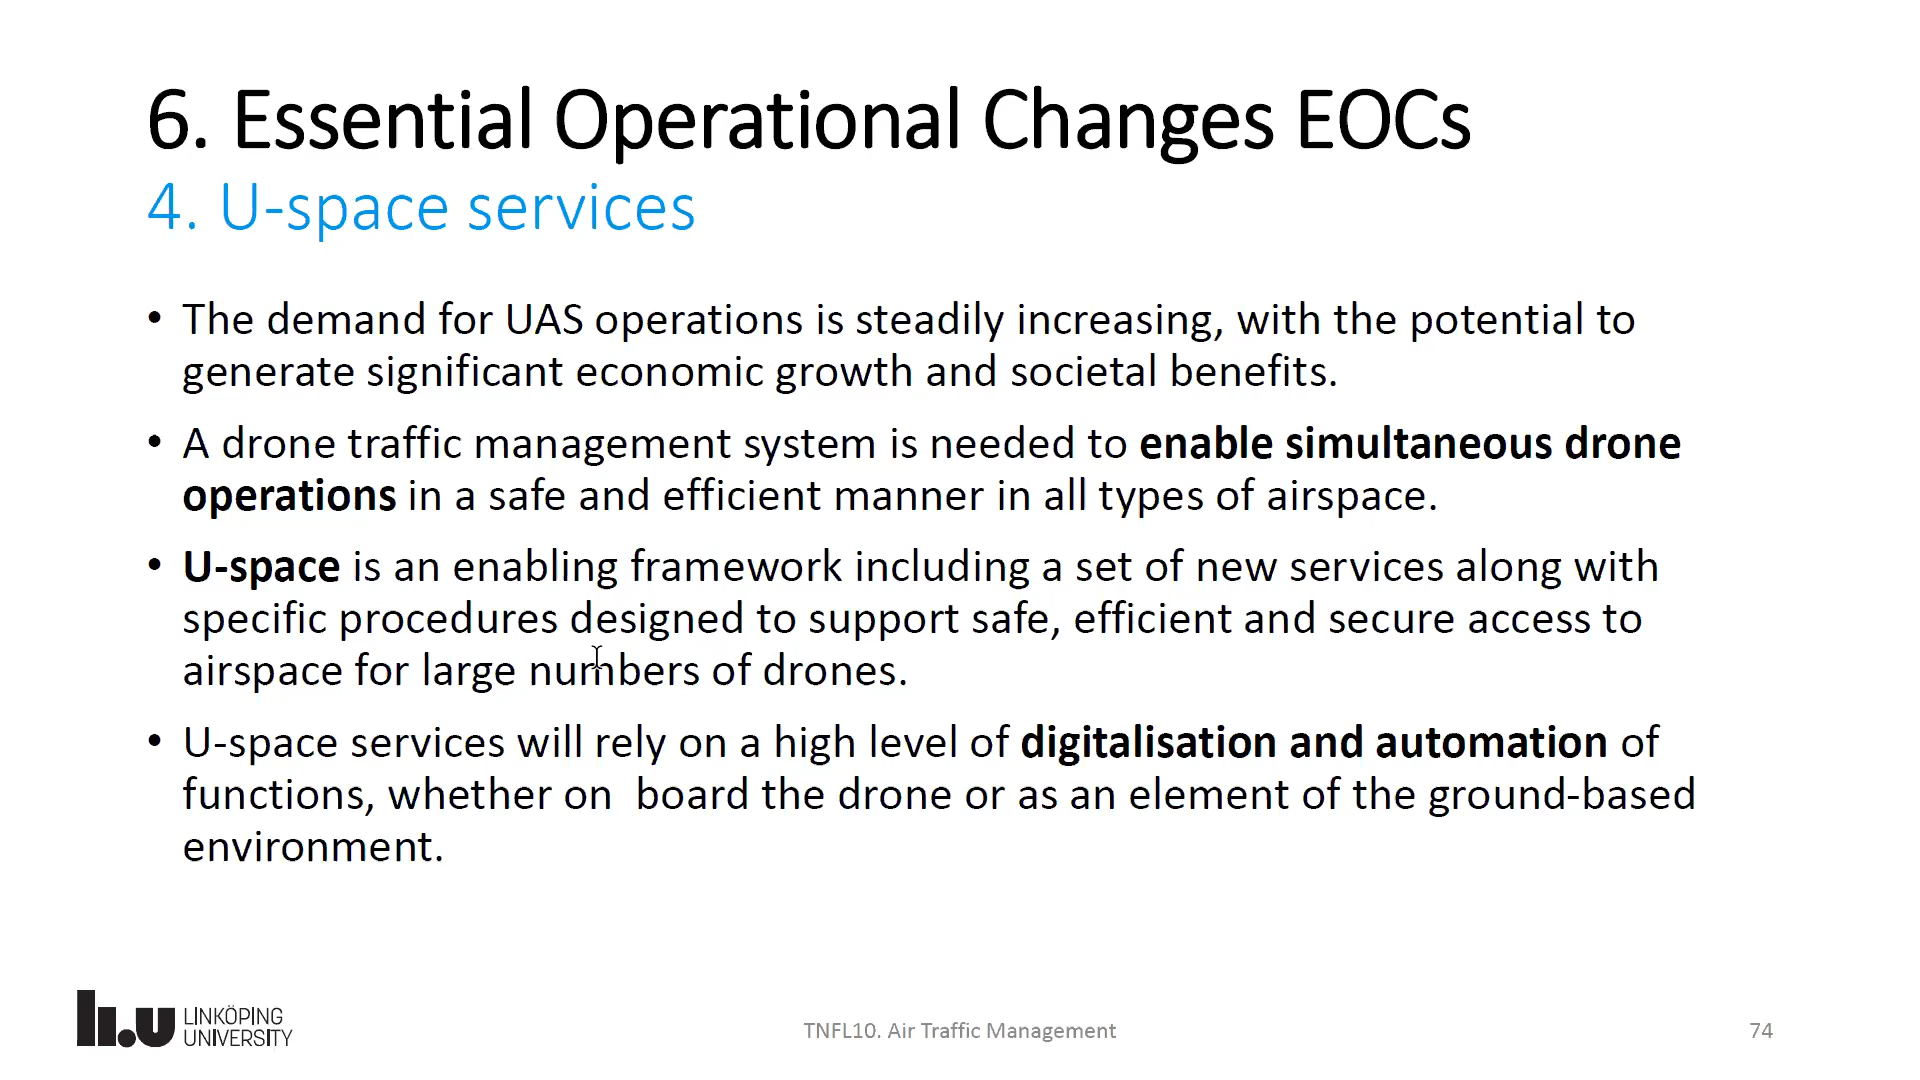 6. Essential Operational Changes EOCs
4. U-space services
• The demand for UAS operations is steadily increasing, with the potential to
generate significant economic growth and societal benefits.
• A drone traffic management system is needed to enable simultaneous drone
operations in a safe and efficient manner in all types of airspace.
• U-space is an enabling framework including a set of new services along with
specific procedures designed to support safe, efficient and secure access to
airspace for large numbers of drones.
• U-space services will rely on a high level of digitalisation and automation of
functions, whether on  board the drone or as an element of the ground-based
environment.
li.u LINKÖPING
UNIVERSITY
TNFL10. Air Traffic Management
74